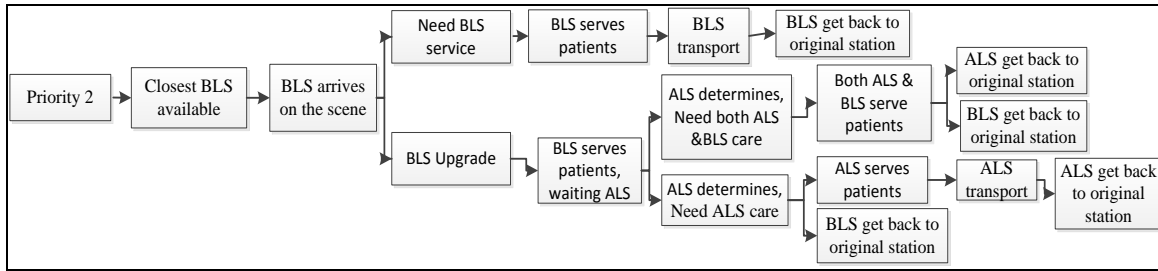 Priority 2
Closest BLS
available
BLS arrives
on the scene
Need BLS
service
BLS serves
patients
BLS
transport
BLS get back to
original station
BLS Upgrade
BLS serves
patients,
waiting ALS
ALS determines,
Need both ALS
&BLS care
Both ALS &
BLS serve
patients
ALS get back to
original station
BLS get back to
original station
ALS determines,
Need ALS care
ALS serves
patients
ALS
transport
ALS get back
to original
station
BLS get back to
original station